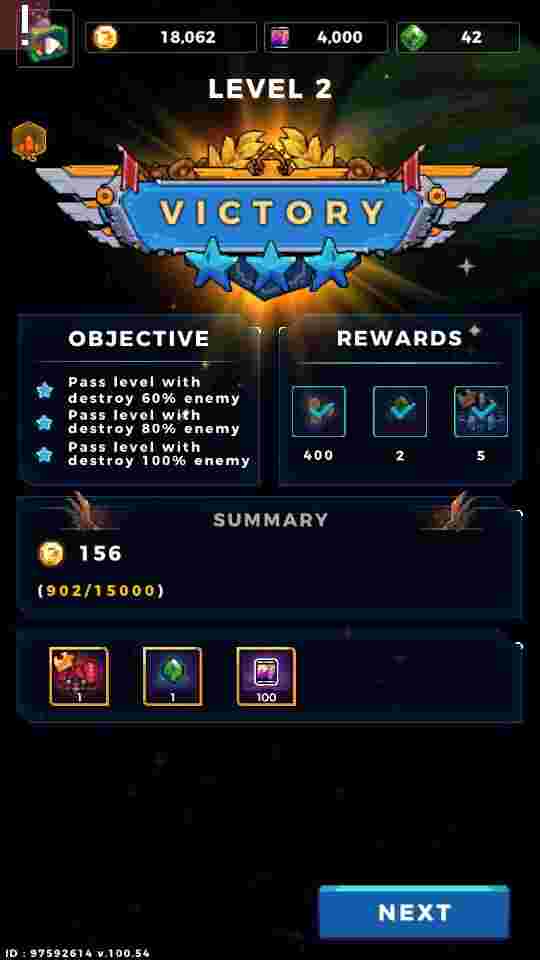 18,062
4,000
42
LEVEL 2
VICTORY
OBJECTIVE
Pass level with
destroy 60% enemy
Pass level with
destroy 80% enemy
Pass level with
destroy 100% enemy
REWARDS
400
2
5
SUMMARY
156
(902/15000)
1
1
100
NEXT
ID : 97592614 v.100.54